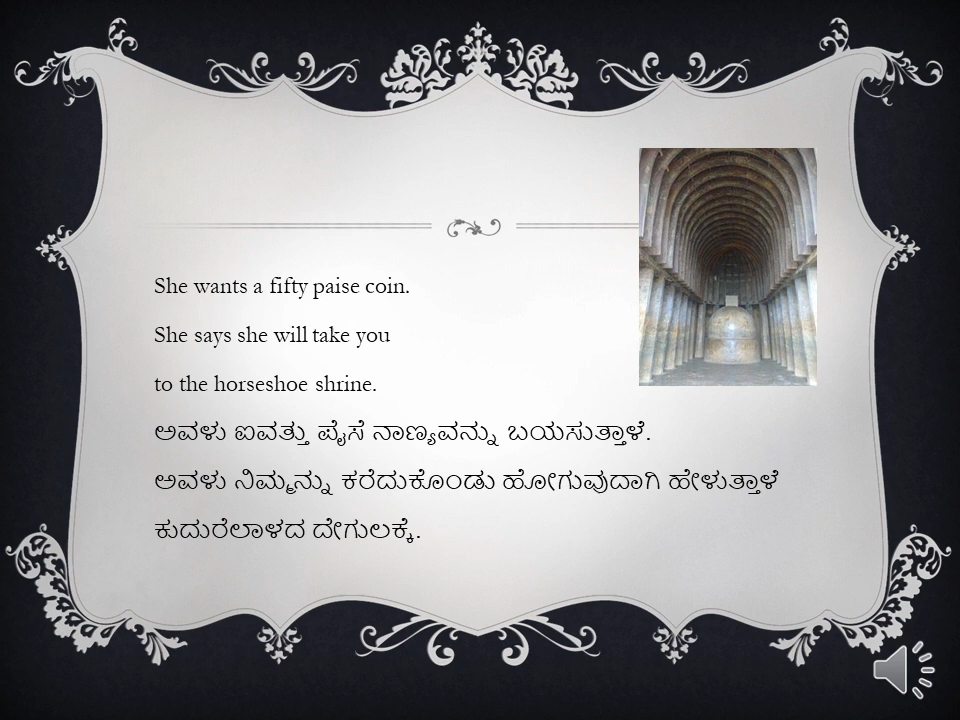 She wants a fifty paise coin.
She says she will take you
to the horseshoe shrine.
ಅವಳು ಐವತ್ತು ಪೈಸೆ ನಾಣ್ಯವನ್ನು ಬಯಸುತ್ತಾಳೆ.
ಅವಳು ನಿಮ್ಮನ್ನು ಕರೆದುಕೊಂಡು ಹೋಗುವುದಾಗಿ ಹೇಳುತ್ತಾಳೆ
ಕುದುರೆಲಾಳದ ದೇಗುಲಕ್ಕೆ.